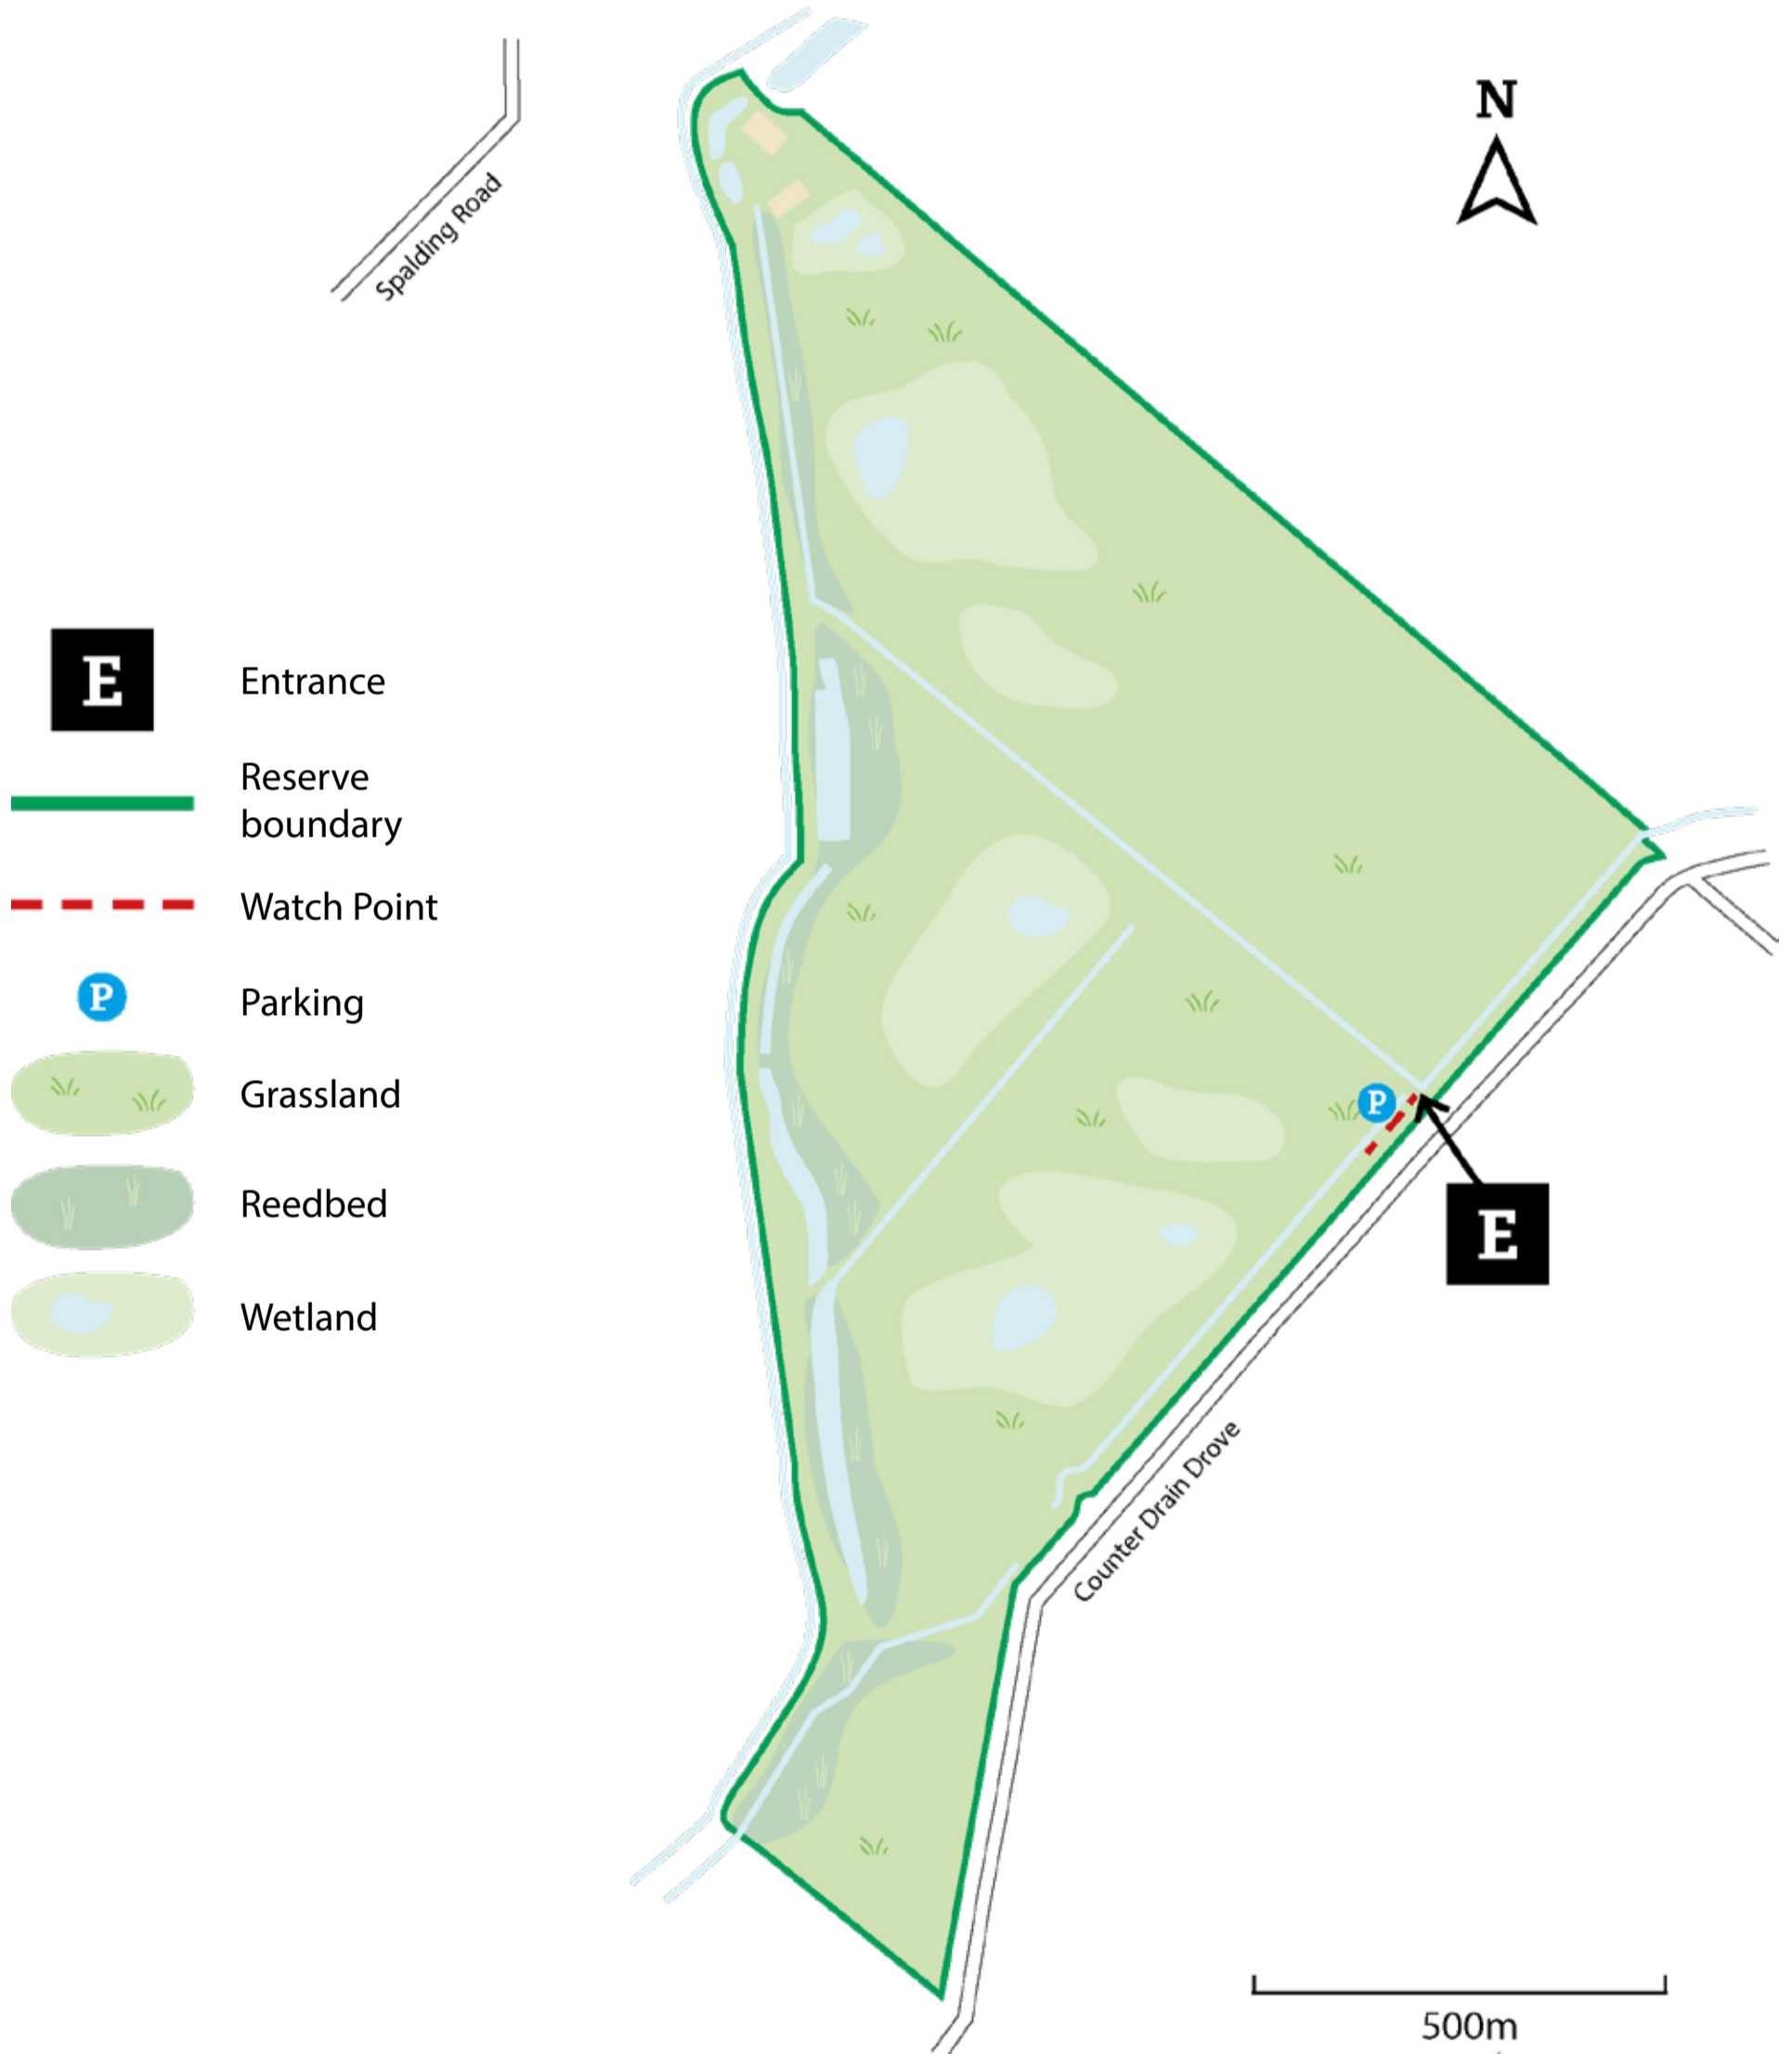 N
Spalding Road
E
Entrance
Reserve
boundary
Watch Point
P
Parking
Grassland
Reedbed
Wetland
P
E
Counter Drain Drove
500m